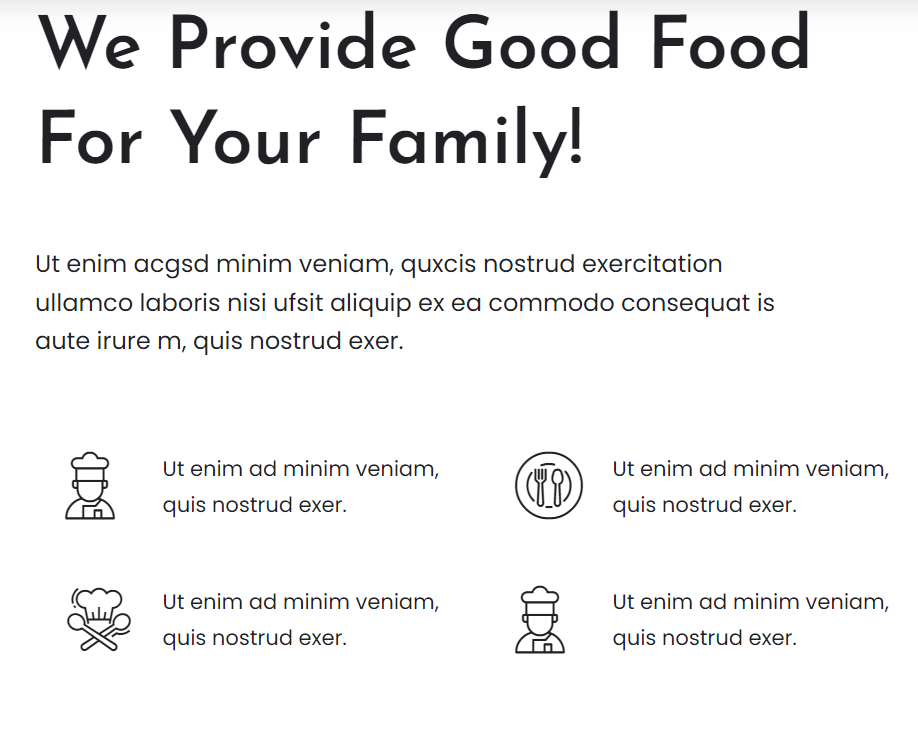 We Provide Good Food
For Your Family!
Ut enim acgsd minim veniam, quxcis nostrud exercitation
ullamco laboris nisi ufsit aliquip ex ea commodo consequat is
aute irure m, quis nostrud exer.
Ut enim ad minim veniam,
quis nostrud exer.
Ut enim ad minim veniam,
quis nostrud exer.
Ut enim ad minim veniam,
quis nostrud exer.
Ut enim ad minim veniam,
quis nostrud exer.